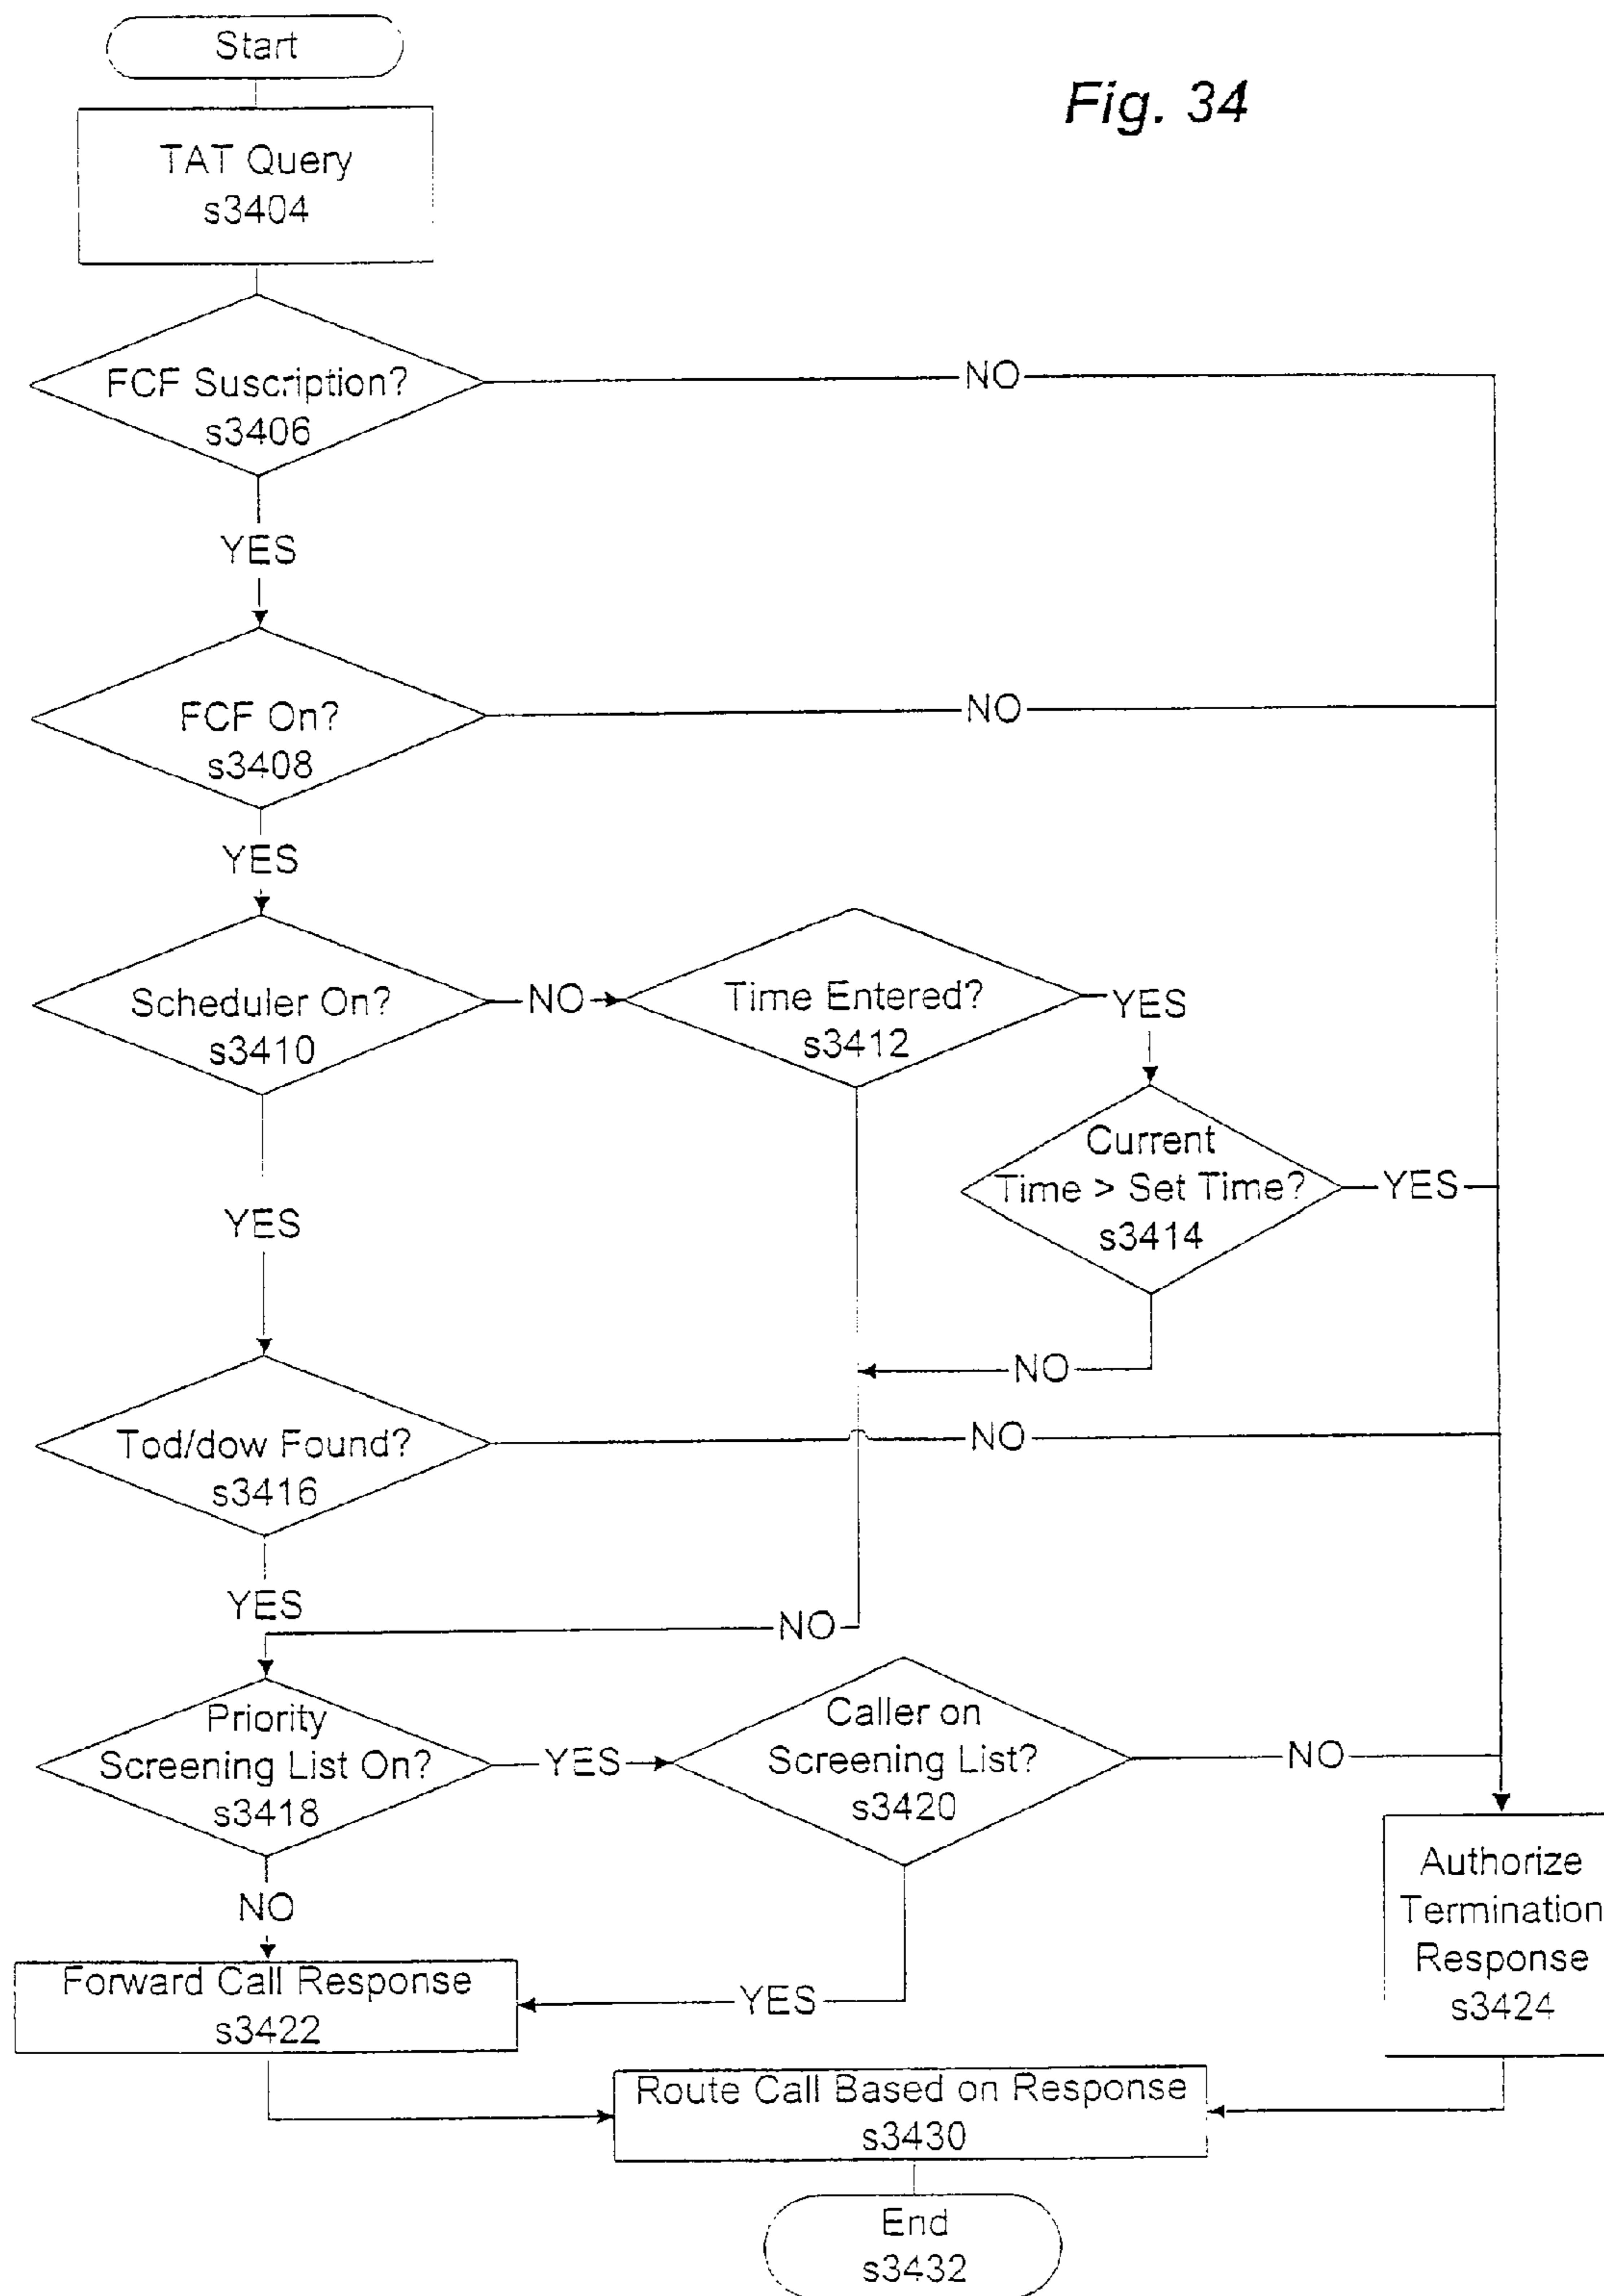 Start
Fig. 34
TAT Query
s3404
FCF Suscription?
s3406
NO
YES
FCF On?
s3408
NO
YES
Scheduler On?
s3410
NO
Time Entered?
s3412
YES
Current
Time > Set Time?
s3414
YES
YES
NO
Tod/dow Found?
s3416
NO
YES
NO
Priority
Screening List On?
s3418
YES
Caller on
Screening List?
s3420
NO
NO
Authorize
Termination
Response
s3424
Forward Call Response
s3422
YES
Route Call Based on Response
s3430
End
s3432